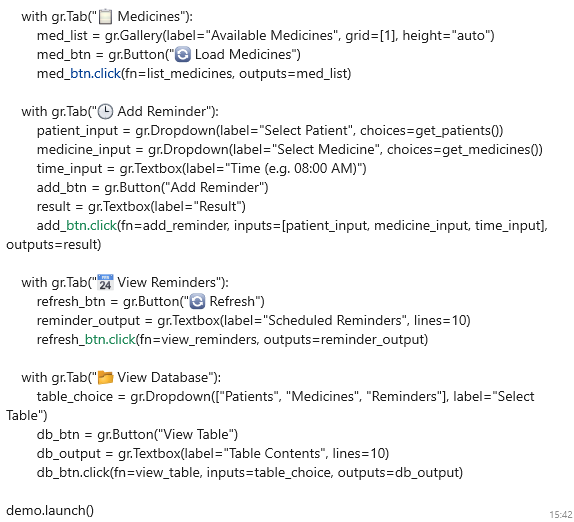 with gr.Tab("📋 Medicines"):
med_list = gr.Gallery(label="Available Medicines", grid=[1], height="auto")
med_btn = gr.Button("🔄 Load Medicines")
med_btn.click(fn=list_medicines, outputs=med_list)
with gr.Tab("🕒 Add Reminder"):
patient_input = gr.Dropdown(label="Select Patient", choices=get_patients())
medicine_input = gr.Dropdown(label="Select Medicine", choices=get_medicines())
time_input = gr.Textbox(label="Time (e.g. 08:00 AM)")
add_btn = gr.Button("Add Reminder")
result = gr.Textbox(label="Result")
add_btn.click(fn=add_reminder, inputs=[patient_input, medicine_input, time_input],
outputs=result)
with gr.Tab("📅 View Reminders"):
refresh_btn = gr.Button("🔄 Refresh")
reminder_output = gr.Textbox(label="Scheduled Reminders", lines=10)
refresh_btn.click(fn=view_reminders, outputs=reminder_output)
with gr.Tab("📂 View Database"):
table_choice = gr.Dropdown(["Patients", "Medicines", "Reminders"], label="Select
Table")
db_btn = gr.Button("View Table")
db_output = gr.Textbox(label="Table Contents", lines=10)
db_btn.click(fn=view_table, inputs=table_choice, outputs=db_output)
demo.launch()
15:42